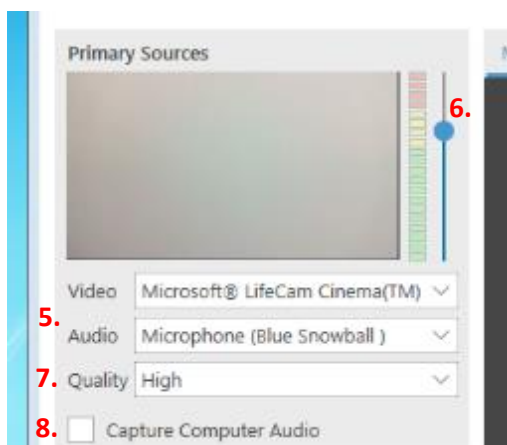 Primary Sources
6.
Video Microsoft® LifeCam Cinema(TM)
5.
Audio Microphone (Blue Snowball )
7. Quality High
8. Capture Computer Audio